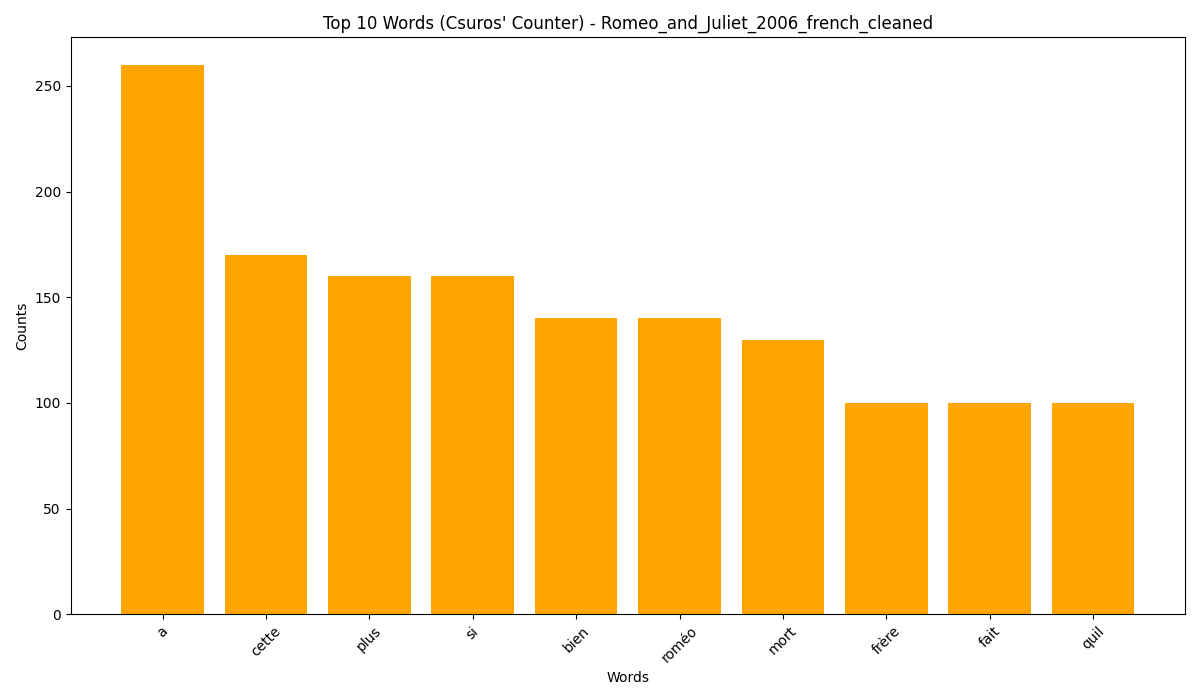 Top 10 Words (Csuros' Counter) - Romeo_and_Juliet_2006_french_cleaned
Counts
250
200
150
100
50
0
a cette plus si bien roméo mort frère fait quil
Words